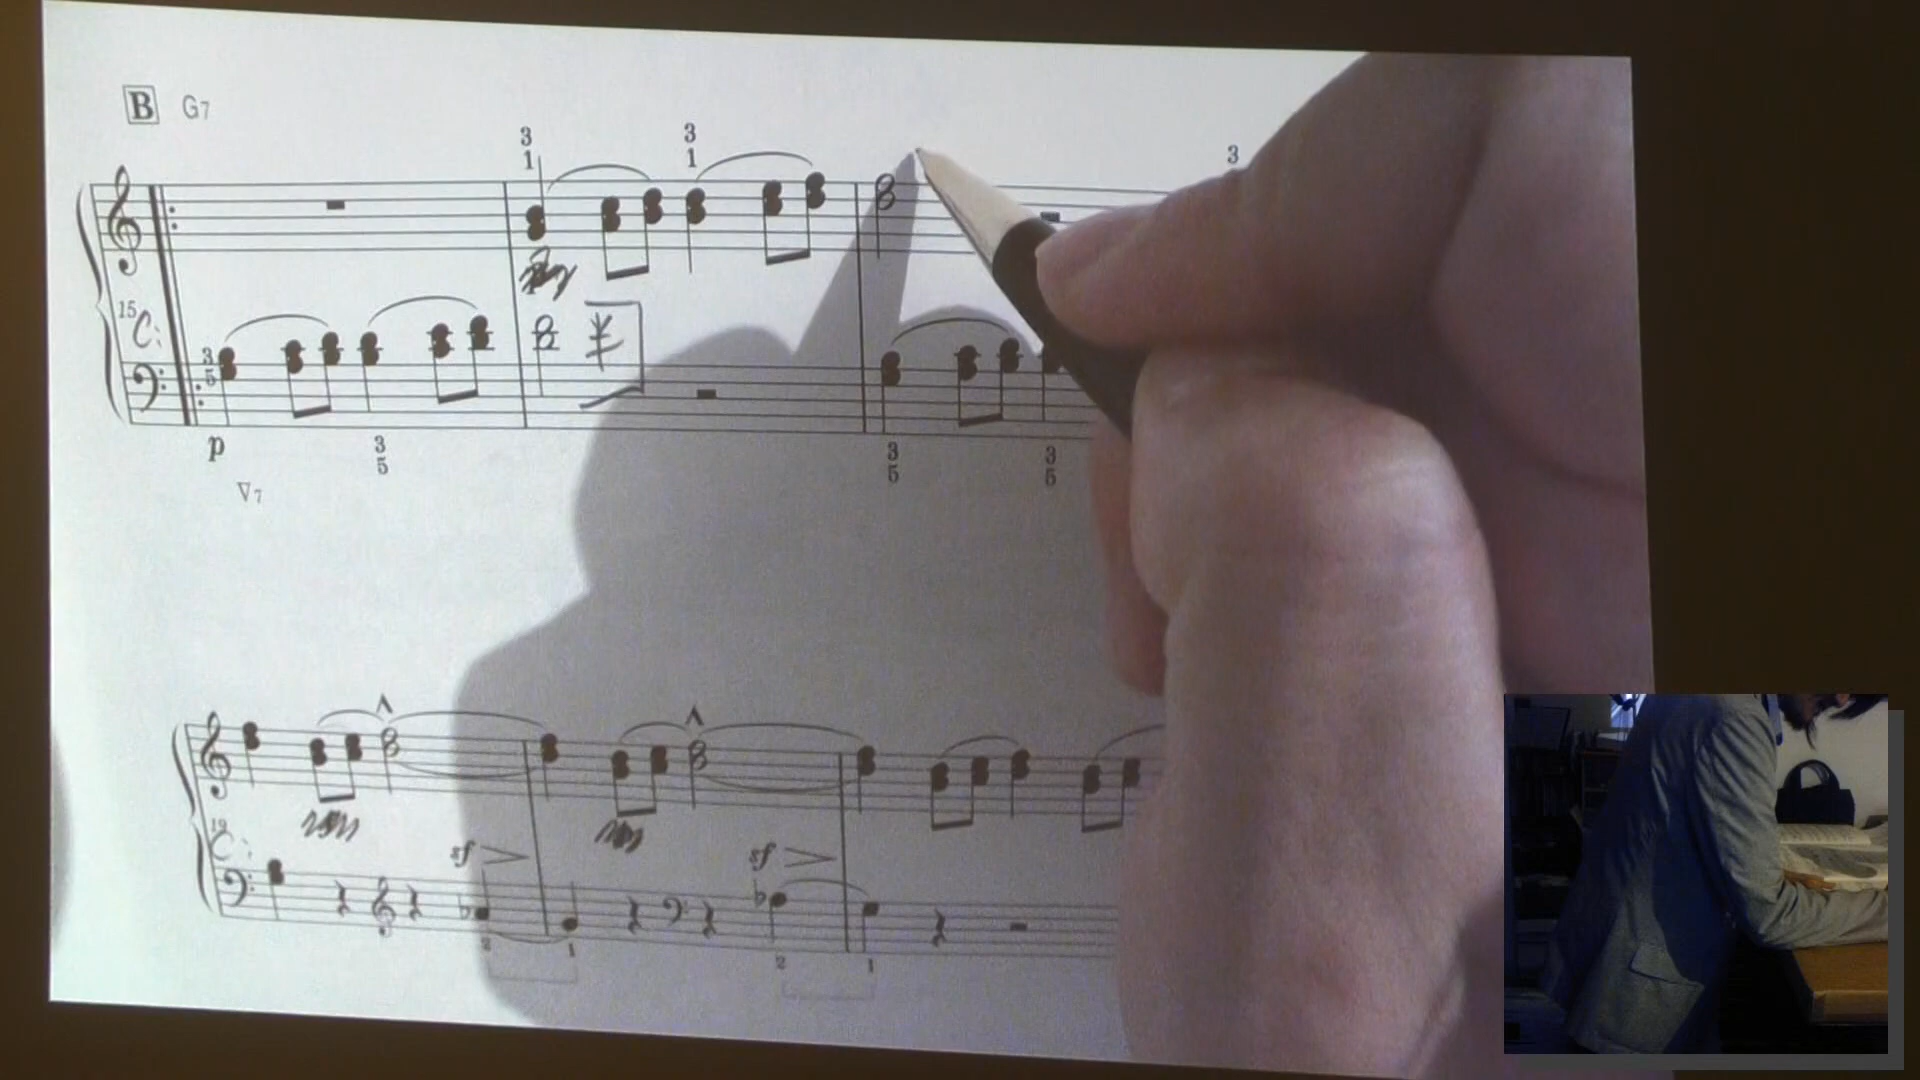 B G7
3 3 3
1 1
15 C:
3
5
p 3 3 3
5 5 5
V7
19 C:
sf sf
2 1 2 1